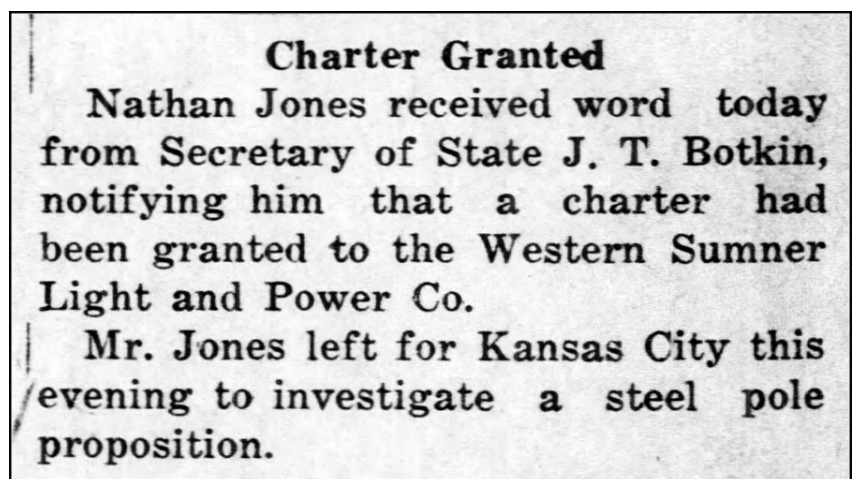 Charter Granted
Nathan Jones received word today
from Secretary of State J. T. Botkin,
notifying him that a charter had
been granted to the Western Sumner
Light and Power Co.
Mr. Jones left for Kansas City this
evening to investigate a steel pole
proposition.